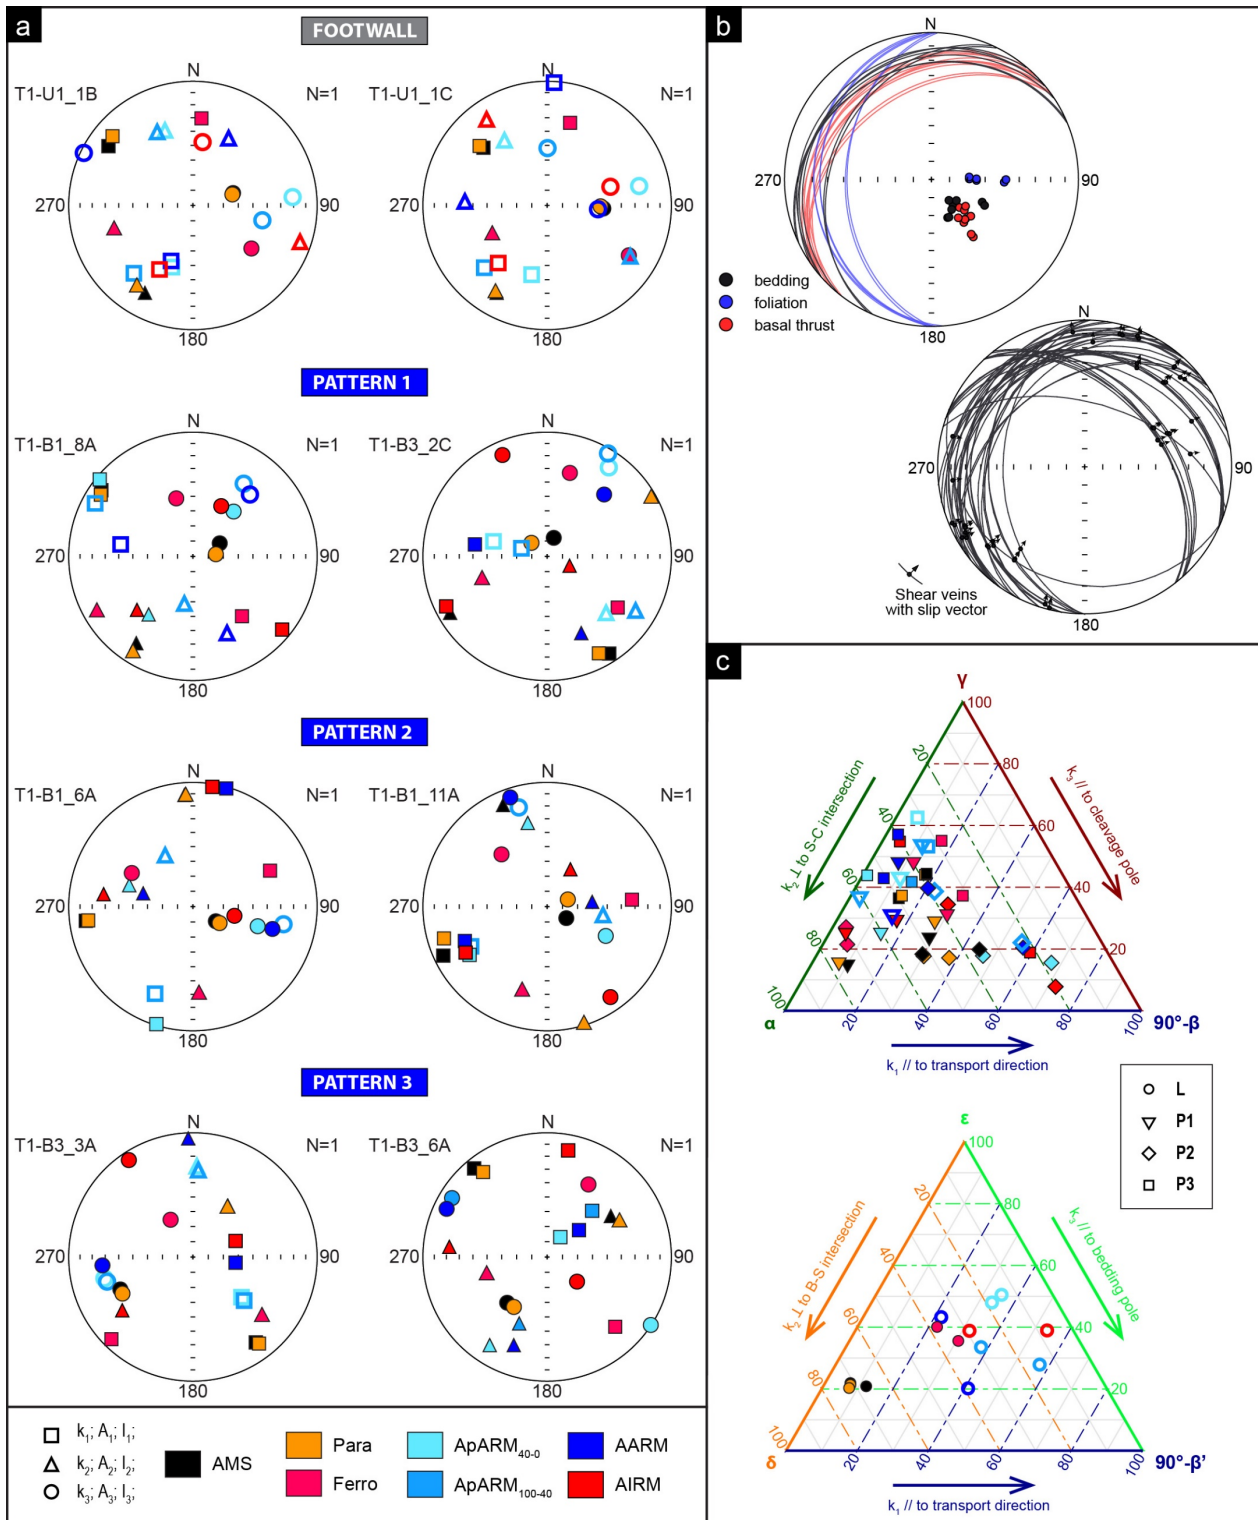 a
FOOTWALL
T1-U1_1B
N
N=1
270
90
180
T1-U1_1C
N
N=1
270
90
180
PATTERN 1
T1-B1_8A
N
N=1
270
90
180
T1-B3_2C
N
N=1
270
90
180
PATTERN 2
T1-B1_6A
N
N=1
270
90
180
T1-B1_11A
N
N=1
270
90
180
PATTERN 3
T1-B3_3A
N
N=1
270
90
180
T1-B3_6A
N
N=1
270
90
180
k₁; A₁; I₁;
k₂; A₂; I₂;
k₃; A₃; I₃;
AMS
Para
Ferro
ApARM₄₀₋₀
ApARM₁₀₀₋₄₀
AARM
AIRM
b
N
270
90
180
bedding
foliation
basal thrust
N
270
90
180
Shear veins
with slip vector
c
γ
100
80
60
40
20
20
40
60
80
100
α
20
40
60
80
100
90°-β
k₂ ⊥ to S-C intersection
k₃ // to cleavage pole
k₁ // to transport direction
L
P1
P2
P3
ε
100
80
60
40
20
20
40
60
80
100
δ
20
40
60
80
100
90°-β'
k₂ ⊥ to B-S intersection
k₃ // to bedding pole
k₁ // to transport direction